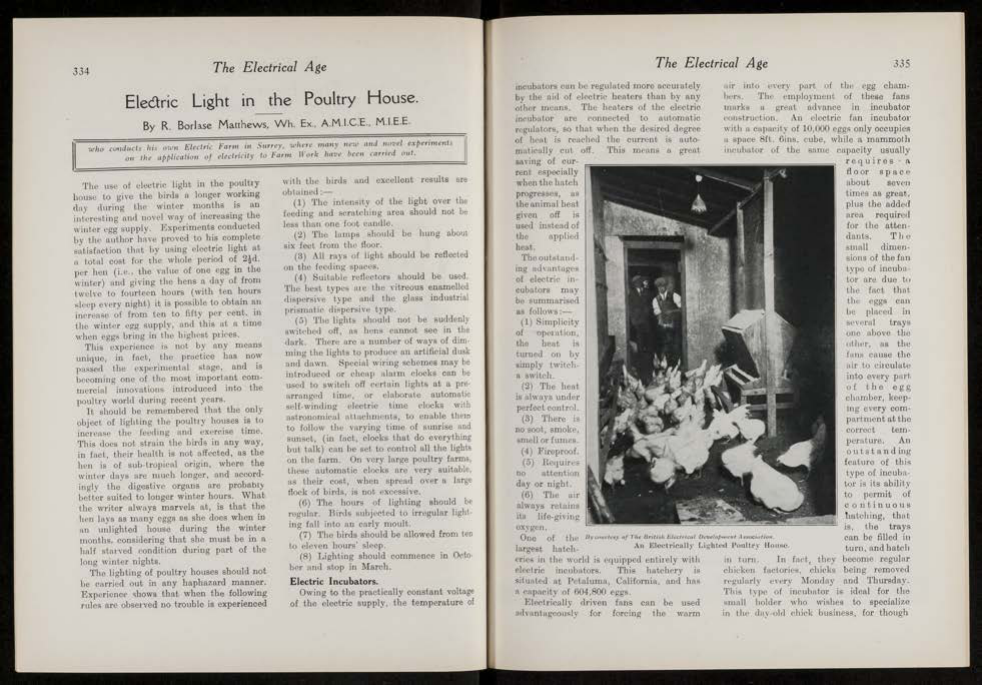 334
The Electrical Age
Electric Light in the Poultry House.
By R. Borlase Matthews, Wh. Ex., A.M.I.C.E., M.I.E.E.
who conducts his own Electric Farm in Surrey, where many new and novel experiments
on the application of electricity to Farm Work have been carried out.
The use of electric light in the poultry
house to give the birds a longer working
day during the winter months is an
interesting and novel way of increasing the
winter egg supply. Experiments conducted
by the author have proved to his complete
satisfaction that by using electric light at
a total cost for the whole period of 2½d.
per hen (i.e., the value of one egg in the
winter) and giving the hens a day of from
twelve to fourteen hours (with ten hours
sleep every night) it is possible to obtain an
increase of from ten to fifty per cent. in
the winter egg supply, and this at a time
when eggs bring in the highest prices.
This experience is not by any means
unique, in fact, the practice has now
passed the experimental stage, and is
becoming one of the most important com-
mercial innovations introduced into the
poultry world during recent years.
It should be remembered that the only
object of lighting the poultry houses is to
increase the feeding and exercise time.
This does not strain the birds in any way,
in fact, their health is not affected, as the
hen is of sub-tropical origin, where the
winter days are much longer, and accord-
ingly the digestive organs are probably
better suited to longer winter hours. What
the writer always marvels at, is that the
hen lays as many eggs as she does when in
an unlighted house during the winter
months, considering that she must be in a
half starved condition during part of the
long winter nights.
The lighting of poultry houses should not
be carried out in any haphazard manner.
Experience shows that when the following
rules are observed no trouble is experienced
with the birds and excellent results are
obtained:—
(1) The intensity of the light over the
feeding and scratching area should not be
less than one foot candle.
(2) The lamps should be hung about
six feet from the floor.
(3) All rays of light should be reflected
on the feeding spaces.
(4) Suitable reflectors should be used.
The best types are the vitreous enamelled
dispersive type and the glass industrial
prismatic dispersive type.
(5) The lights should not be suddenly
switched off, as hens cannot see in the
dark. There are a number of ways of dim-
ming the lights to produce an artificial dusk
and dawn. Special wiring schemes may be
introduced or cheap alarm clocks can be
used to switch off certain lights at a pre-
arranged time, or elaborate automatic
self-winding electric time clocks with
astronomical attachments, to enable them
to follow the varying time of sunrise and
sunset, (in fact, clocks that do everything
but talk) can be set to control all the lights
on the farm. On very large poultry farms,
these automatic clocks are very suitable,
as their cost, when spread over a large
flock of birds, is not excessive.
(6) The hours of lighting should be
regular. Birds subjected to irregular light-
ing fall into an early moult.
(7) The birds should be allowed from ten
to eleven hours' sleep.
(8) Lighting should commence in Octo-
ber and stop in March.
Electric Incubators.
Owing to the practically constant voltage
of the electric supply, the temperature of
The Electrical Age
335
incubators can be regulated more accurately
by the aid of electric heaters than by any
other means. The heaters of the electric
incubator are connected to automatic
regulators, so that when the desired degree
of heat is reached the current is auto-
matically cut off. This means a great
saving of cur-
rent especially
when the hatch
progresses, as
the animal heat
given off is
used instead of
the applied
heat.
The outstand-
ing advantages
of electric in-
cubators may
be summarised
as follows:—
(1) Simplicity
of operation,
the heat is
turned on by
simply twitch-
a switch.
(2) The heat
is always under
perfect control.
(3) There is
no soot, smoke,
smell or fumes.
(4) Fireproof.
(5) Requires
no attention
day or night.
(6) The air
always retains
its life-giving
oxygen.
One of the
largest hatch-
eries in the world is equipped entirely with
electric incubators. This hatchery is
situated at Petaluma, California, and has
a capacity of 604,800 eggs.
Electrically driven fans can be used
advantageously for forcing the warm
By courtesy of The British Electrical Development Association.
An Electrically Lighted Poultry House.
air into every part of the egg cham-
bers. The employment of these fans
marks a great advance in incubator
construction. An electric fan incubator
with a capacity of 10,000 eggs only occupies
a space 8ft. 6ins. cube, while a mammoth
incubator of the same capacity usually
requires a
floor space
about seven
times as great,
plus the added
area required
for the atten-
dants. The
small dimen-
sions of the fan
type of incuba-
tor are due to
the fact that
the eggs can
be placed in
several trays
one above the
other, as the
fans cause the
air to circulate
into every part
of the egg
chamber, keep-
ing every com-
partment at the
correct tem-
perature. An
outstanding
feature of this
type of incuba-
tor is its ability
to permit of
continuous
hatching, that
is, the trays
can be filled in
turn, and hatch
in turn. In fact, they become regular
chicken factories, chicks being removed
regularly every Monday and Thursday.
This type of incubator is ideal for the
small holder who wishes to specialize
in the day-old chick business, for though